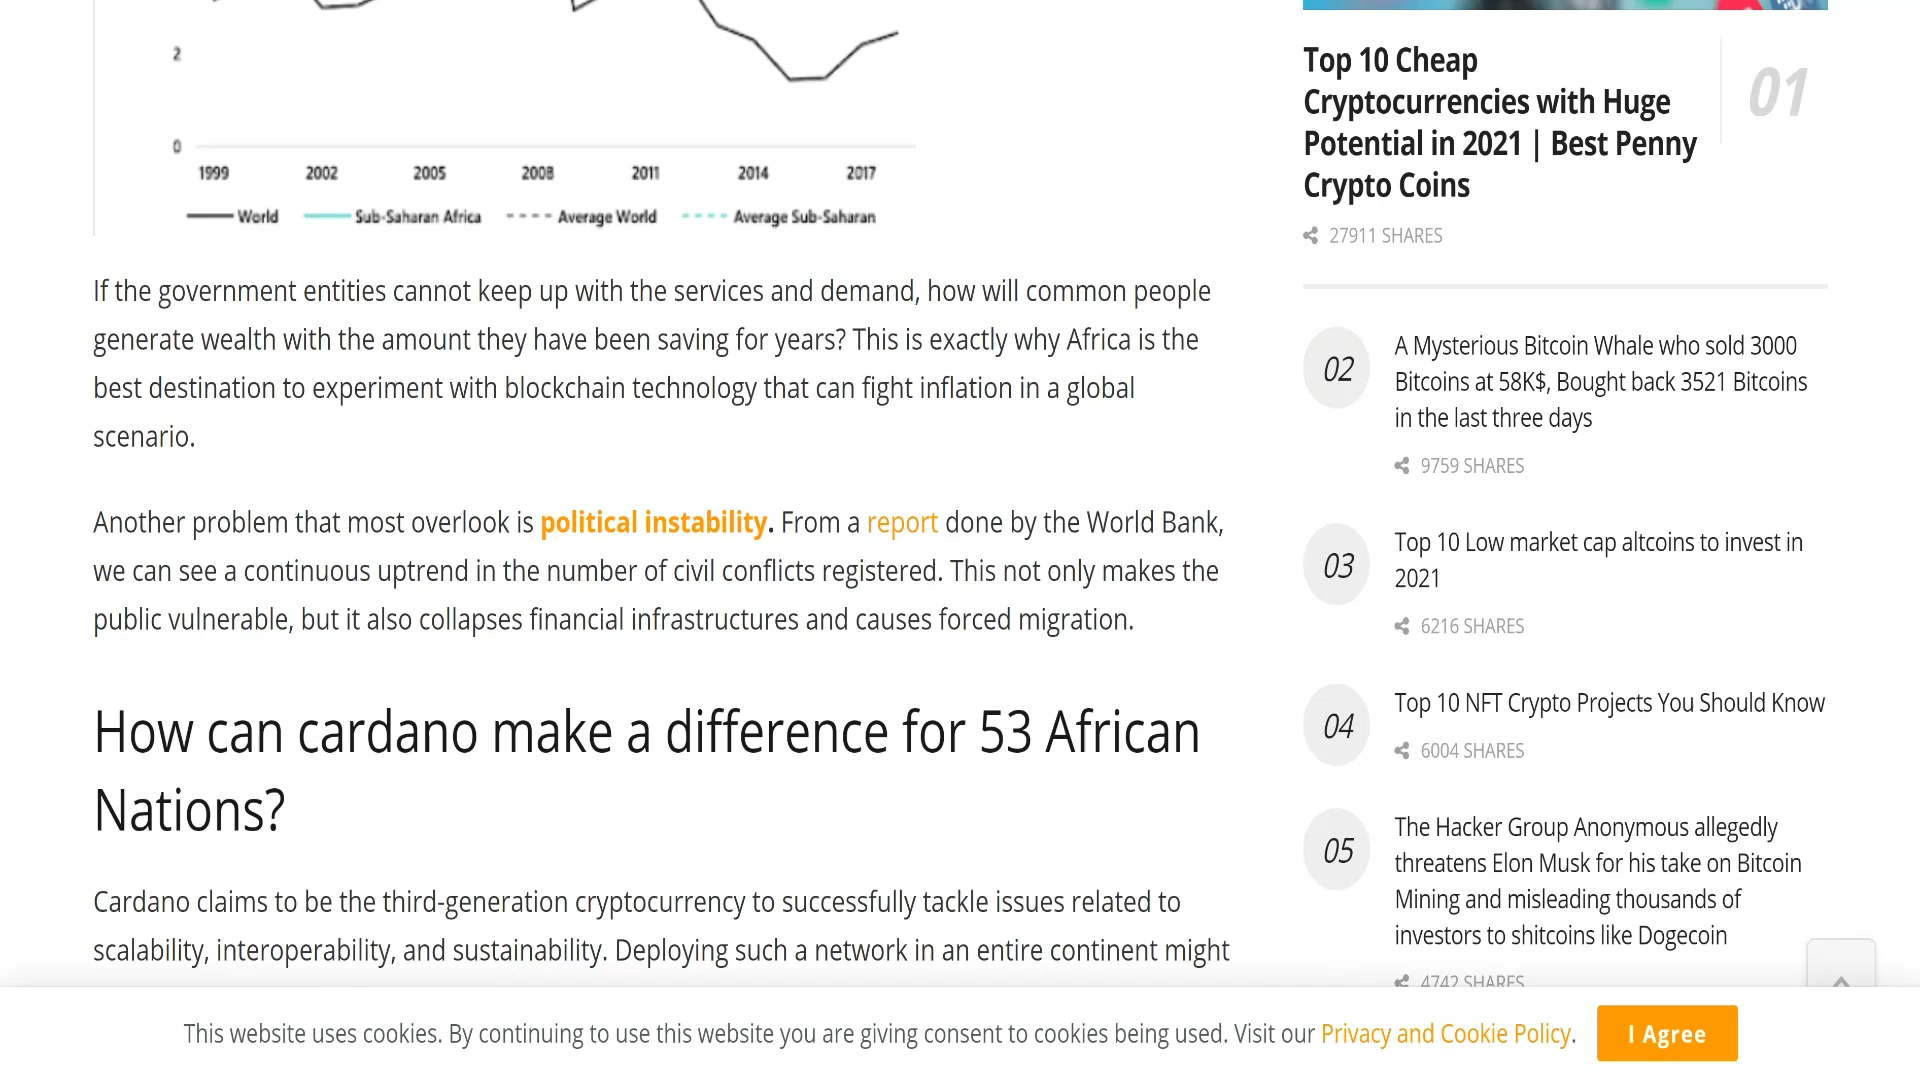 2
0
1999 2002 2005 2008 2011 2014 2017
World Sub-Saharan Africa Average World Average Sub-Saharan
If the government entities cannot keep up with the services and demand, how will common people
generate wealth with the amount they have been saving for years? This is exactly why Africa is the
best destination to experiment with blockchain technology that can fight inflation in a global
scenario.
Another problem that most overlook is political instability. From a report done by the World Bank,
we can see a continuous uptrend in the number of civil conflicts registered. This not only makes the
public vulnerable, but it also collapses financial infrastructures and causes forced migration.
How can cardano make a difference for 53 African
Nations?
Cardano claims to be the third-generation cryptocurrency to successfully tackle issues related to
scalability, interoperability, and sustainability. Deploying such a network in an entire continent might
Top 10 Cheap
Cryptocurrencies with Huge
Potential in 2021 | Best Penny
Crypto Coins
01
27911 SHARES
02
A Mysterious Bitcoin Whale who sold 3000
Bitcoins at 58K$, Bought back 3521 Bitcoins
in the last three days
9759 SHARES
03
Top 10 Low market cap altcoins to invest in
2021
6216 SHARES
04
Top 10 NFT Crypto Projects You Should Know
6004 SHARES
05
The Hacker Group Anonymous allegedly
threatens Elon Musk for his take on Bitcoin
Mining and misleading thousands of
investors to shitcoins like Dogecoin
4742 SHARES
This website uses cookies. By continuing to use this website you are giving consent to cookies being used. Visit our Privacy and Cookie Policy.
I Agree